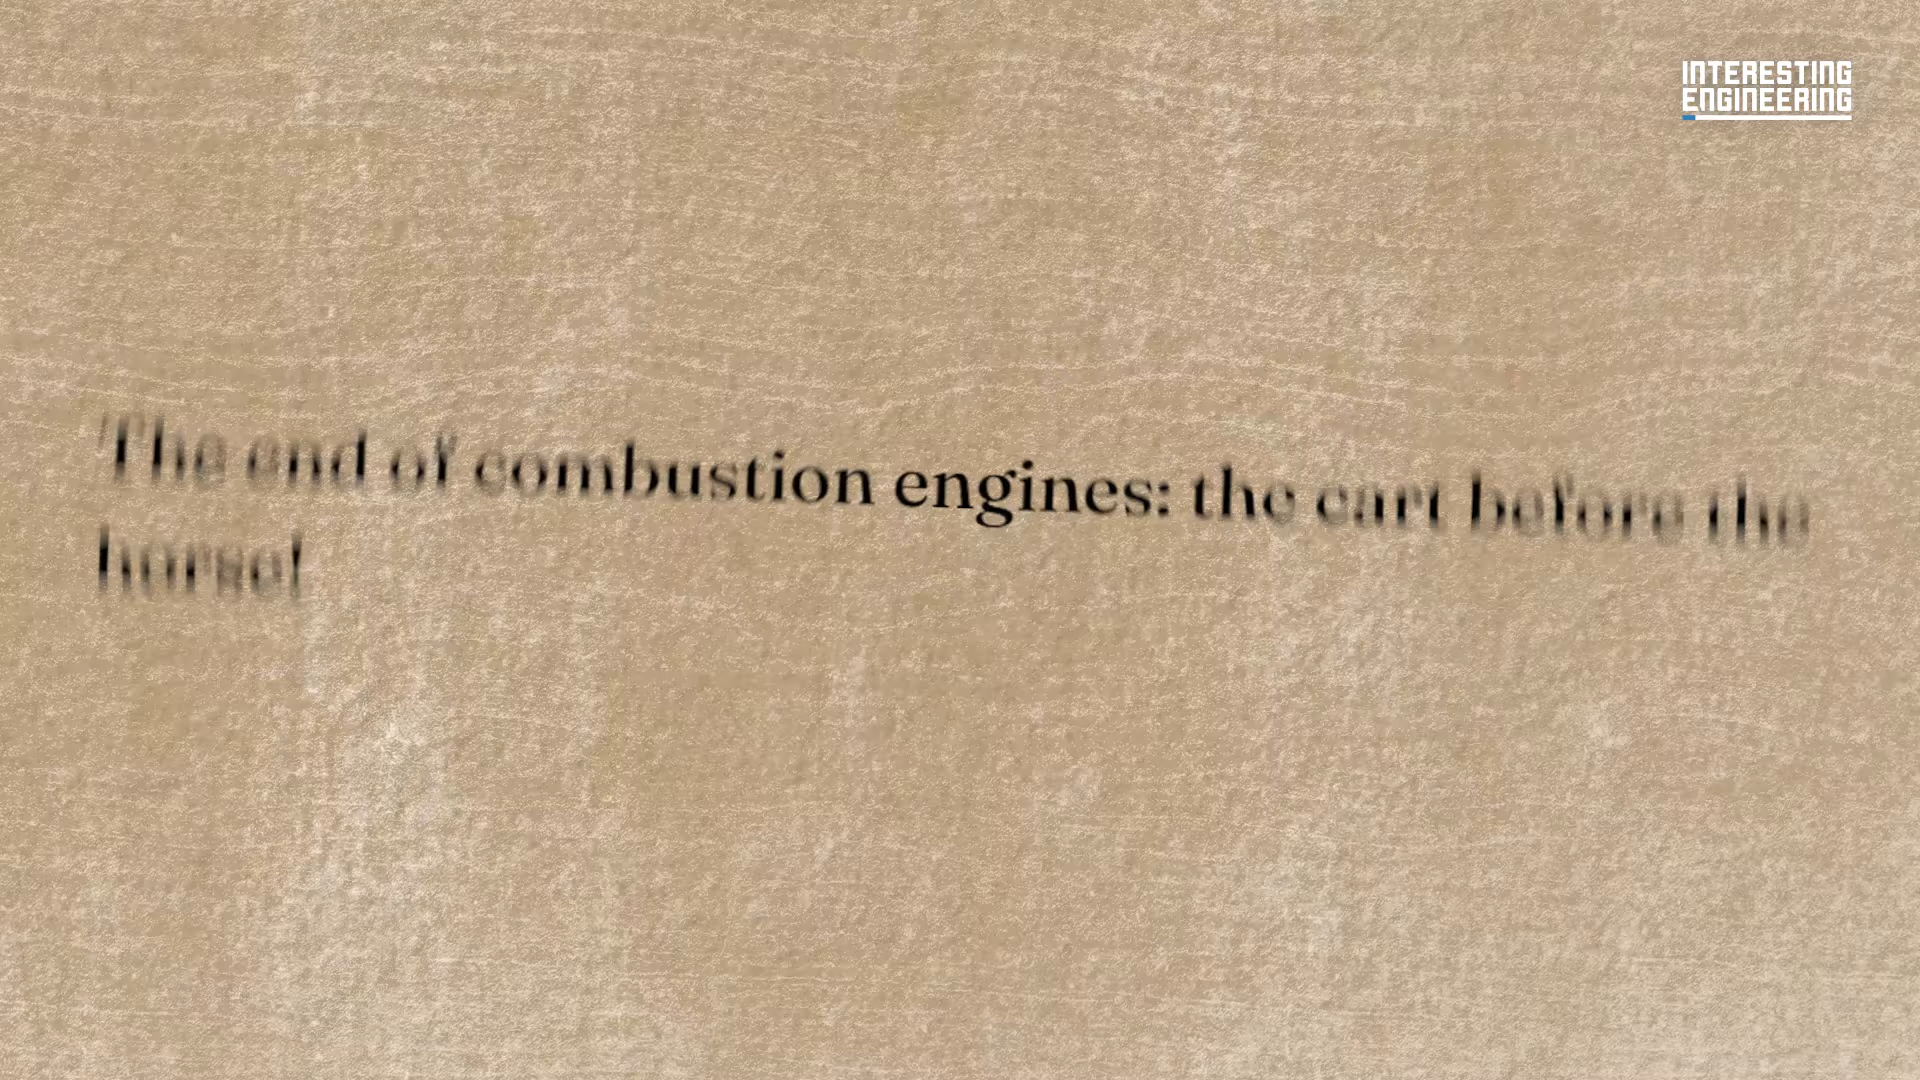 INTERESTING
ENGINEERING
The end of combustion engines: the cart before the
horse!